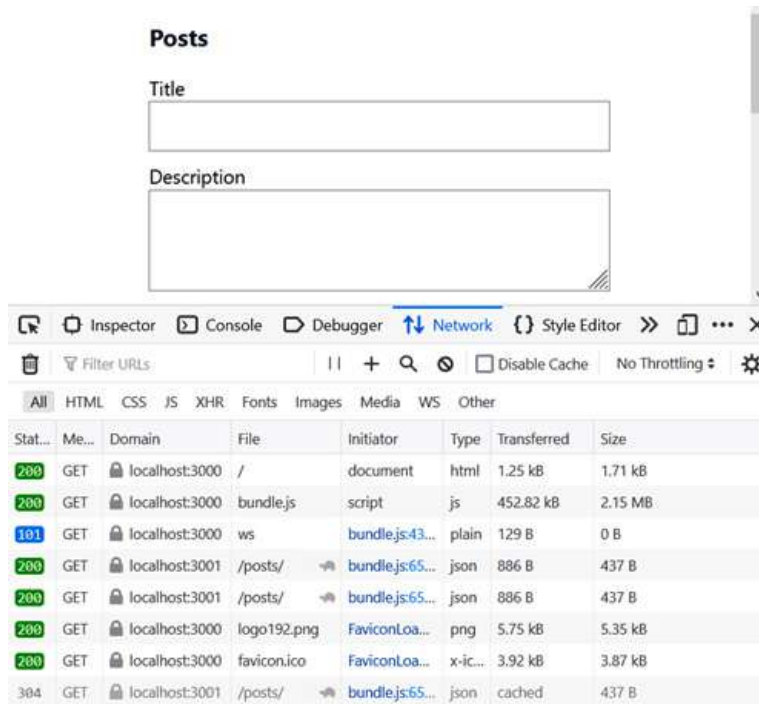 Posts
Title
Description
Inspector Console Debugger Network {} Style Editor
Filter URLs Disable Cache No Throttling
All HTML CSS JS XHR Fonts Images Media WS Other
Stat... Me... Domain File Initiator Type Transferred Size
200 GET localhost:3000 / document html 1.25 kB 1.71 kB
200 GET localhost:3000 bundle.js script js 452.82 kB 2.15 MB
101 GET localhost:3000 ws bundle.js:43... plain 129 B 0 B
200 GET localhost:3001 /posts/ bundle.js:65... json 886 B 437 B
200 GET localhost:3001 /posts/ bundle.js:65... json 886 B 437 B
200 GET localhost:3000 logo192.png FaviconLoa... png 5.75 kB 5.35 kB
200 GET localhost:3000 favicon.ico FaviconLoa... x-ic... 3.92 kB 3.87 kB
304 GET localhost:3001 /posts/ bundle.js:65... json cached 437 B